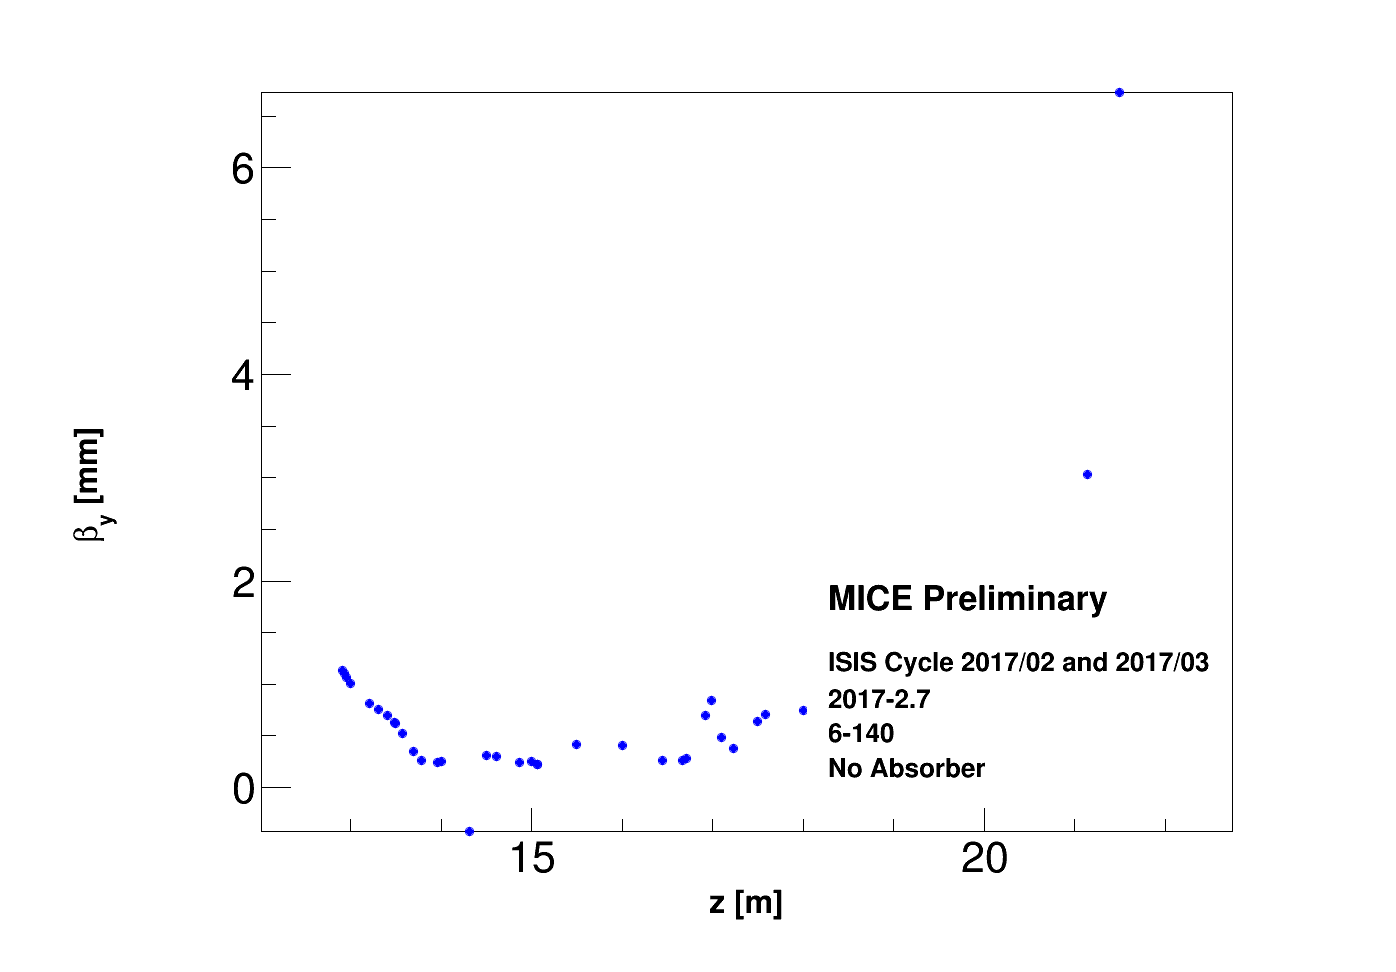 6
4
2
0
β_y [mm]
MICE Preliminary
ISIS Cycle 2017/02 and 2017/03
2017-2.7
6-140
No Absorber
15
20
z [m]